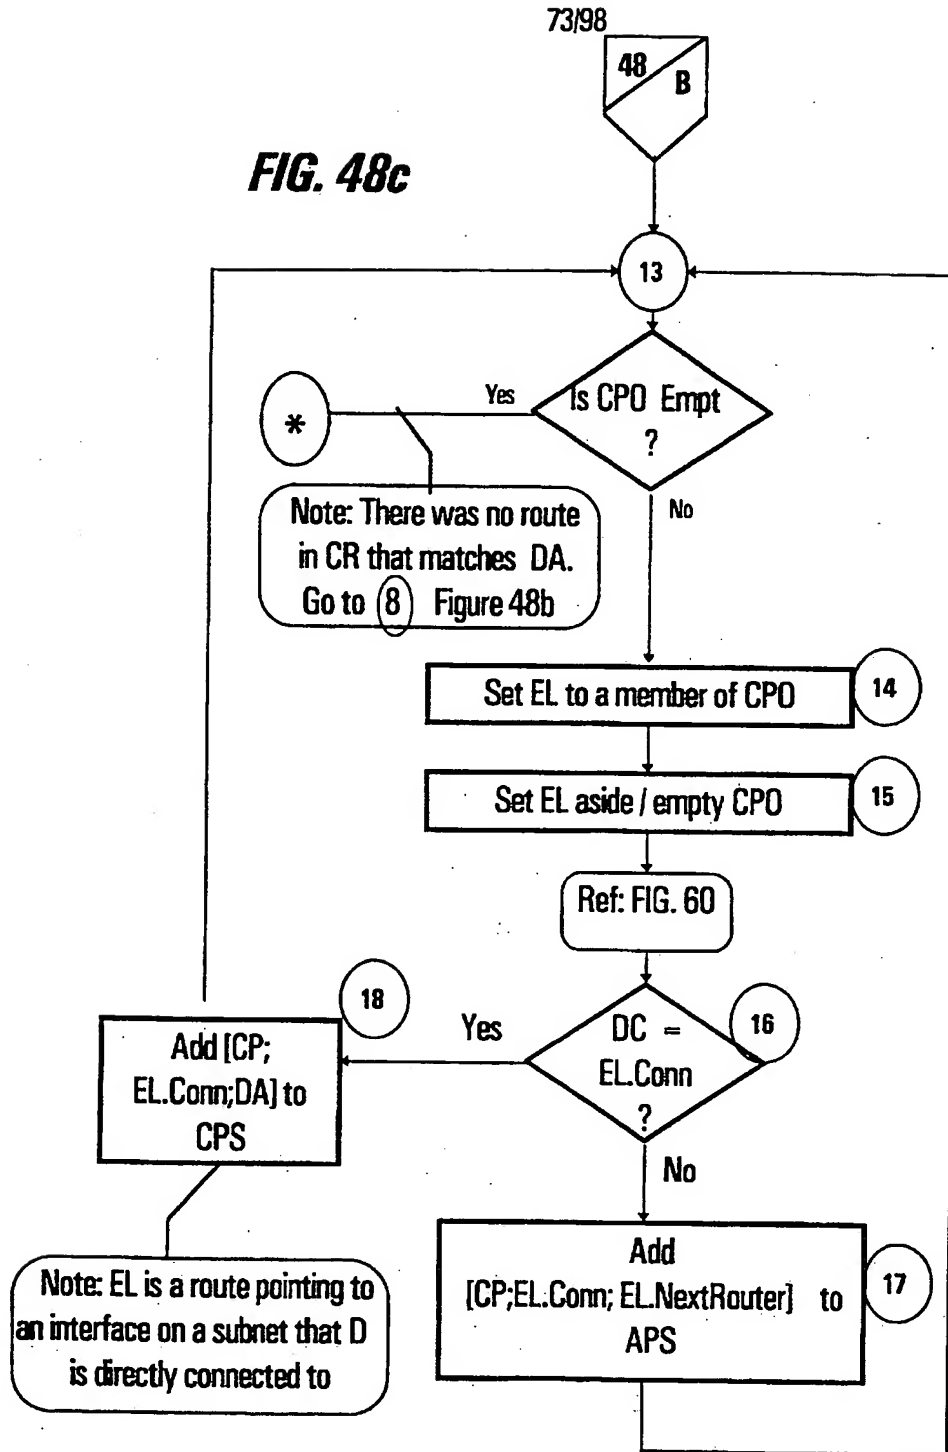 73/98
48
B
FIG. 48c
13
Is CPO Empt
?
Yes
*
No
Note: There was no route
in CR that matches DA.
Go to 8 Figure 48b
Set EL to a member of CPO
14
Set EL aside / empty CPO
15
Ref: FIG. 60
18
Yes
DC =
EL.Conn
?
16
Add [CP;
EL.Conn;DA] to
CPS
No
Add
[CP;EL.Conn; EL.NextRouter] to
APS
17
Note: EL is a route pointing to
an interface on a subnet that D
is directly connected to